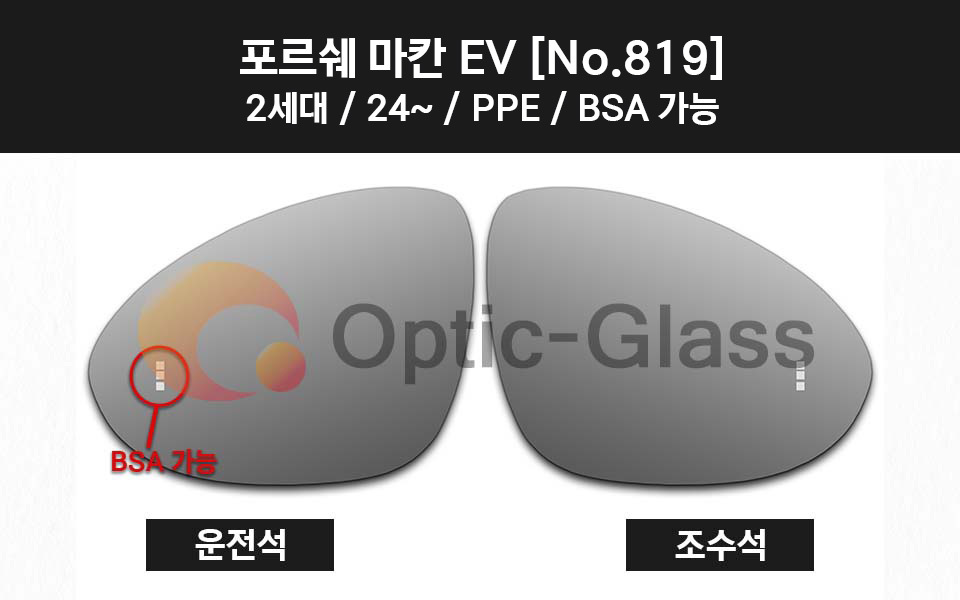 포르쉐 마칸 EV [No.819]
2세대 / 24~ / PPE / BSA 가능
Optic-Glass
BSA 가능
운전석
조수석